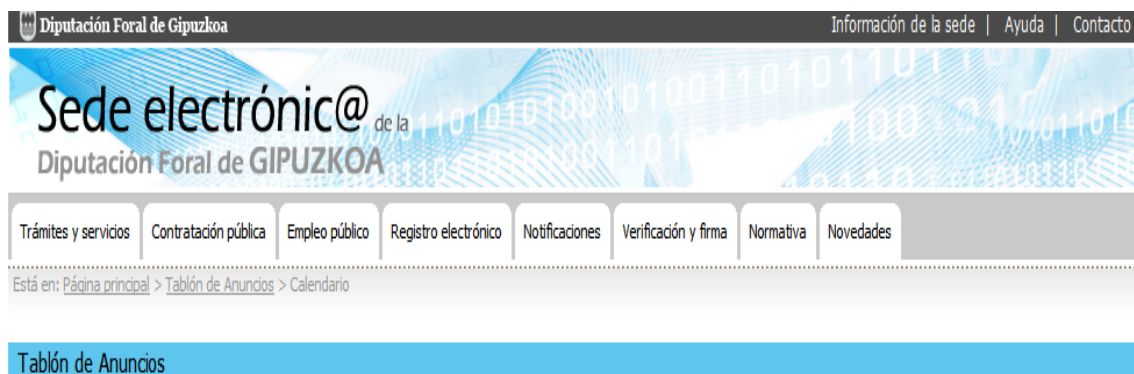 Diputación Foral de Gipuzkoa
Información de la sede | Ayuda | Contacto
Sede electrónic@ de la
Diputación Foral de GIPUZKOA
Trámites y servicios Contratación pública Empleo público Registro electrónico Notificaciones Verificación y firma Normativa Novedades
Está en: Página principal > Tablón de Anuncios > Calendario
Tablón de Anuncios